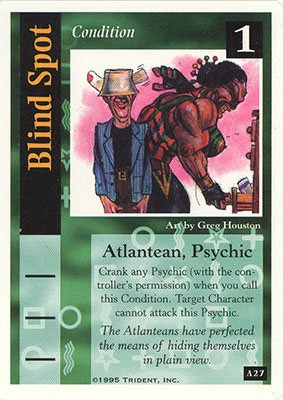 Blind Spot
Condition
1
Art by Greg Houston
Atlantean, Psychic
Crank any Psychic (with the con-
troller's permission) when you call
this Condition. Target Character
cannot attack this Psychic.
The Atlanteans have perfected
the means of hiding themselves
in plain view.
©1995 TRIDENT, INC.
A27